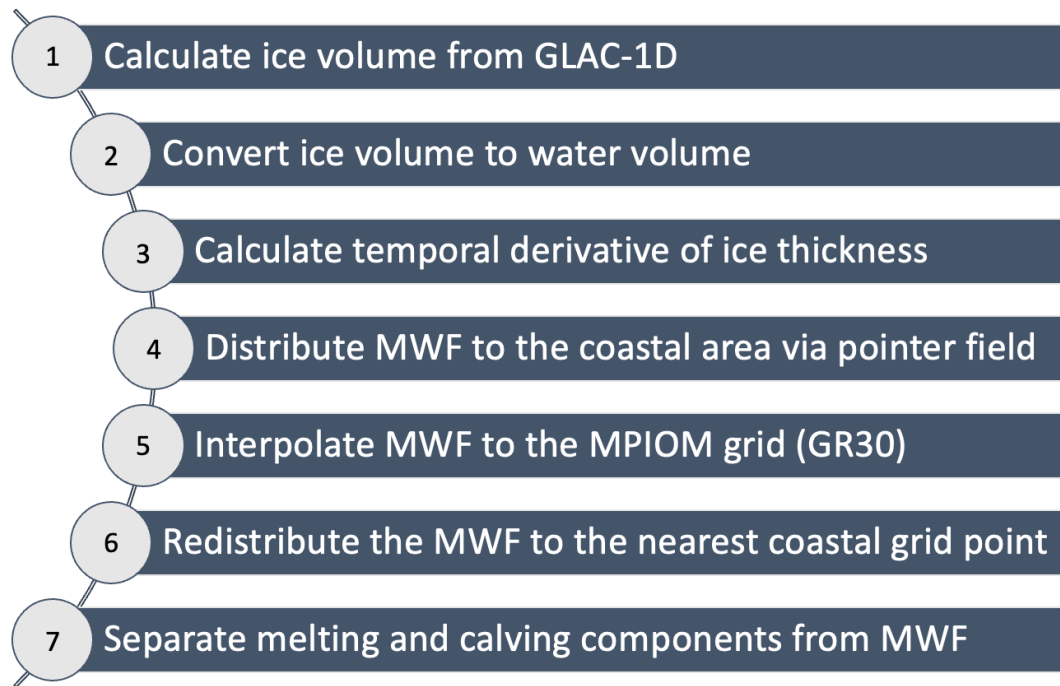 1 Calculate ice volume from GLAC-1D
2 Convert ice volume to water volume
3 Calculate temporal derivative of ice thickness
4 Distribute MWF to the coastal area via pointer field
5 Interpolate MWF to the MPIOM grid (GR30)
6 Redistribute the MWF to the nearest coastal grid point
7 Separate melting and calving components from MWF